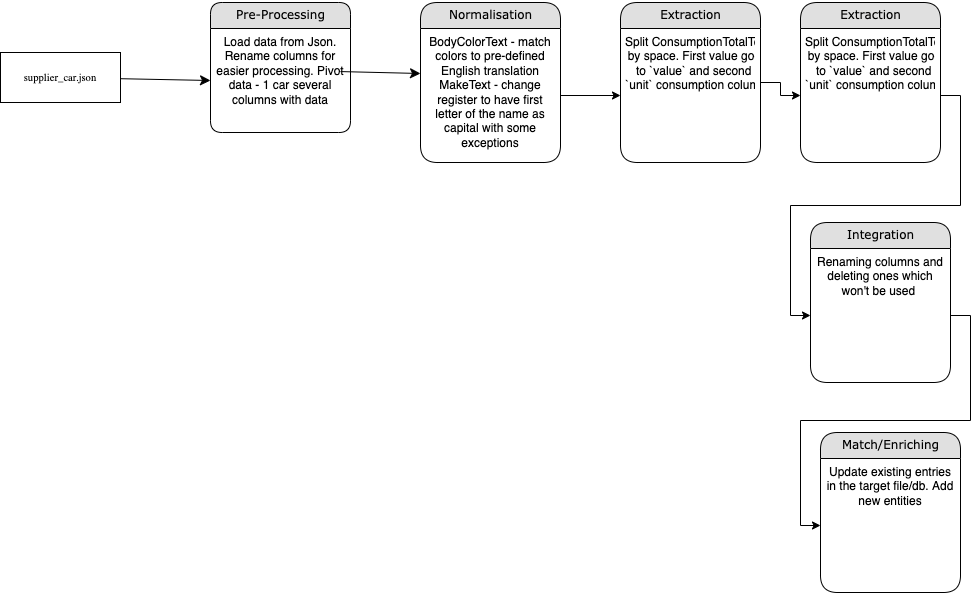 supplier_car.json
Pre-Processing
Load data from Json.
Rename columns for
easier processing. Pivot
data - 1 car several
columns with data
Normalisation
BodyColorText - match
colors to pre-defined
English translation
MakeText - change
register to have first
letter of the name as
capital with some
exceptions
Extraction
Split ConsumptionTotalT
by space. First value go
to `value` and second
`unit` consumption colun
Extraction
Split ConsumptionTotalT
by space. First value go
to `value` and second
`unit` consumption colun
Integration
Renaming columns and
deleting ones which
won't be used
Match/Enriching
Update existing entries
in the target file/db. Add
new entities